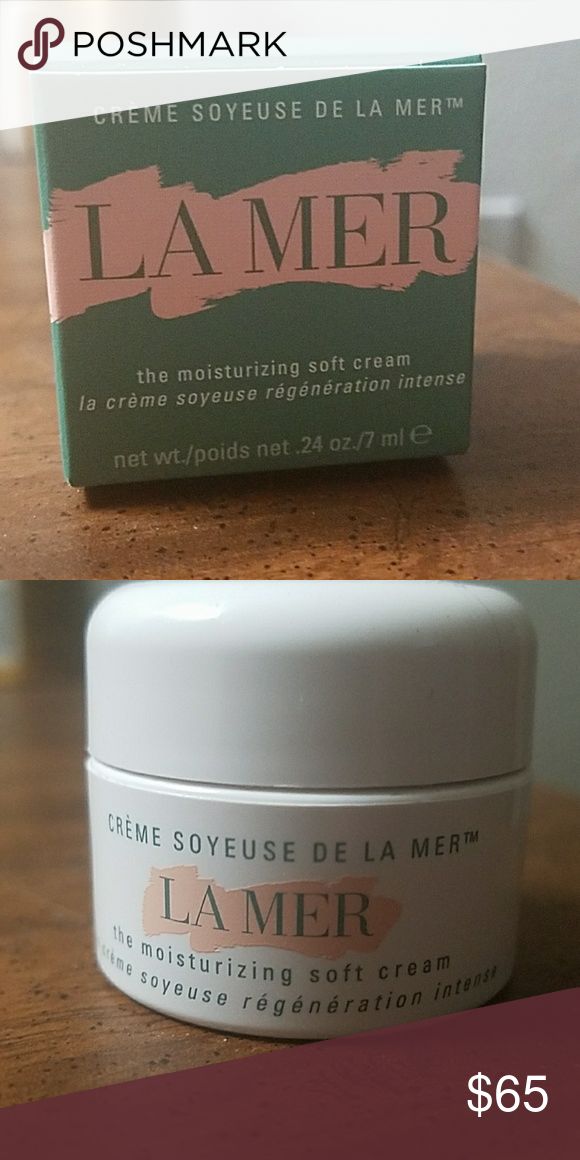 POSHMARK
CRÈME SOYEUSE DE LA MER™
LA MER
the moisturizing soft cream
la crème soyeuse régénération intense
net wt./poids net .24 oz./7 ml ℮
CRÈME SOYEUSE DE LA MER™
LA MER
the moisturizing soft cream
crème soyeuse régénération intense
$65